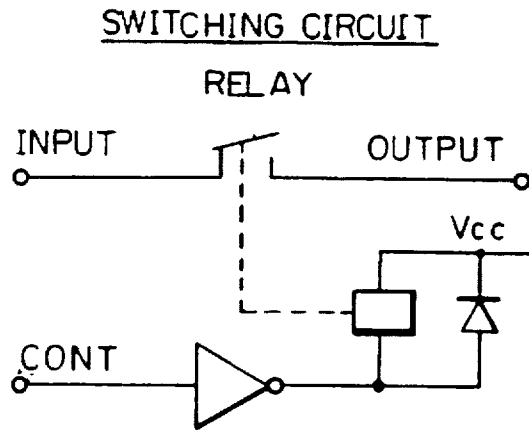 SWITCHING CIRCUIT
RELAY
INPUT
OUTPUT
Vcc
CONT